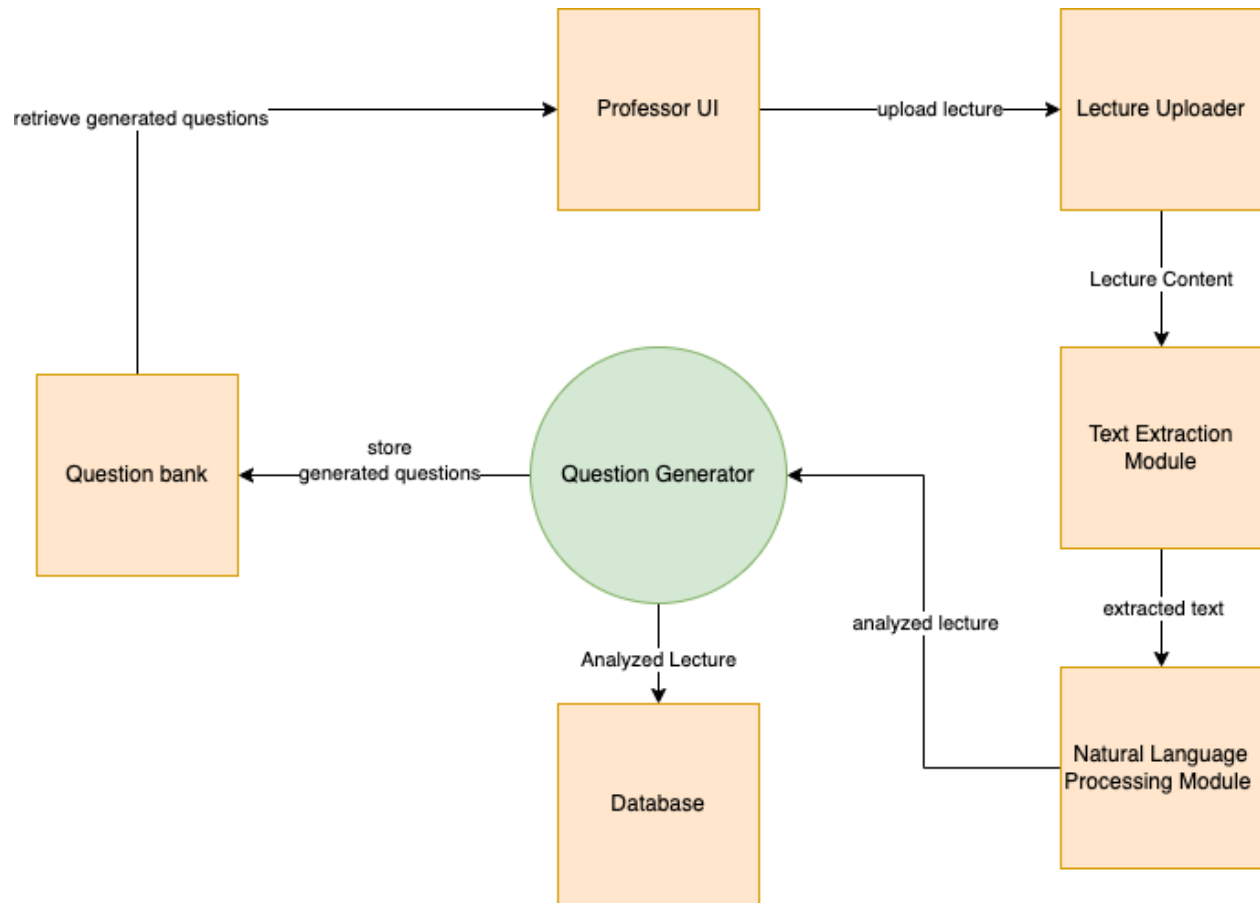 Professor UI
upload lecture
Lecture Uploader
retrieve generated questions
Lecture Content
Question bank
store
generated questions
Question Generator
Text Extraction
Module
extracted text
analyzed lecture
Analyzed Lecture
Natural Language
Processing Module
Database